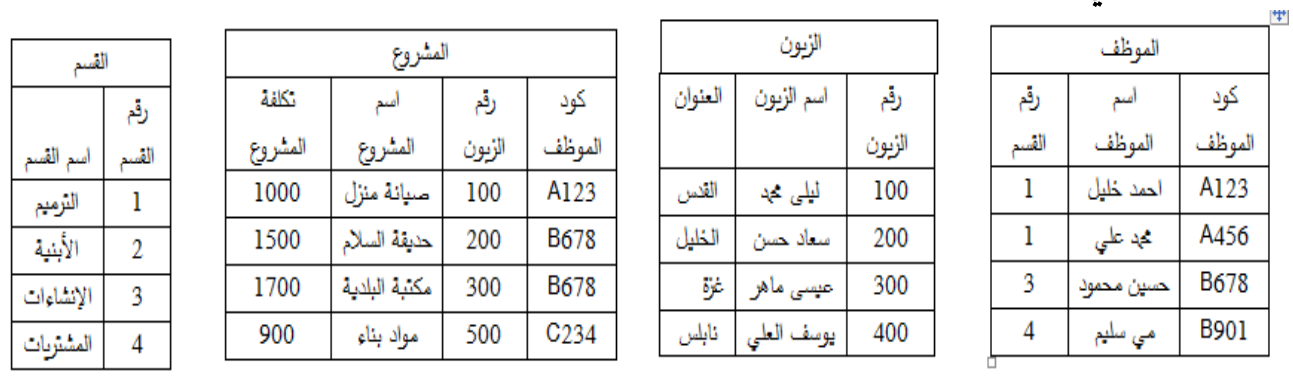 الموظف
كود الموظف اسم الموظف رقم القسم
A123 احمد خليل 1
A456 محمد علي 1
B678 حسين محمود 3
B901 مي سليم 4
الزبون
رقم الزبون اسم الزبون العنوان
100 ليلى محمد القدس
200 سعاد حسن الخليل
300 عيسى ماهر غزة
400 يوسف العلي نابلس
المشروع
كود الموظف رقم الزبون اسم المشروع تكلفة المشروع
A123 100 صيانة منزل 1000
B678 200 حديقة السلام 1500
B678 300 مكتبة البلدية 1700
C234 500 مواد بناء 900
القسم
رقم القسم اسم القسم
1 الترميم
2 الأبنية
3 الإنشاءات
4 المشتريات